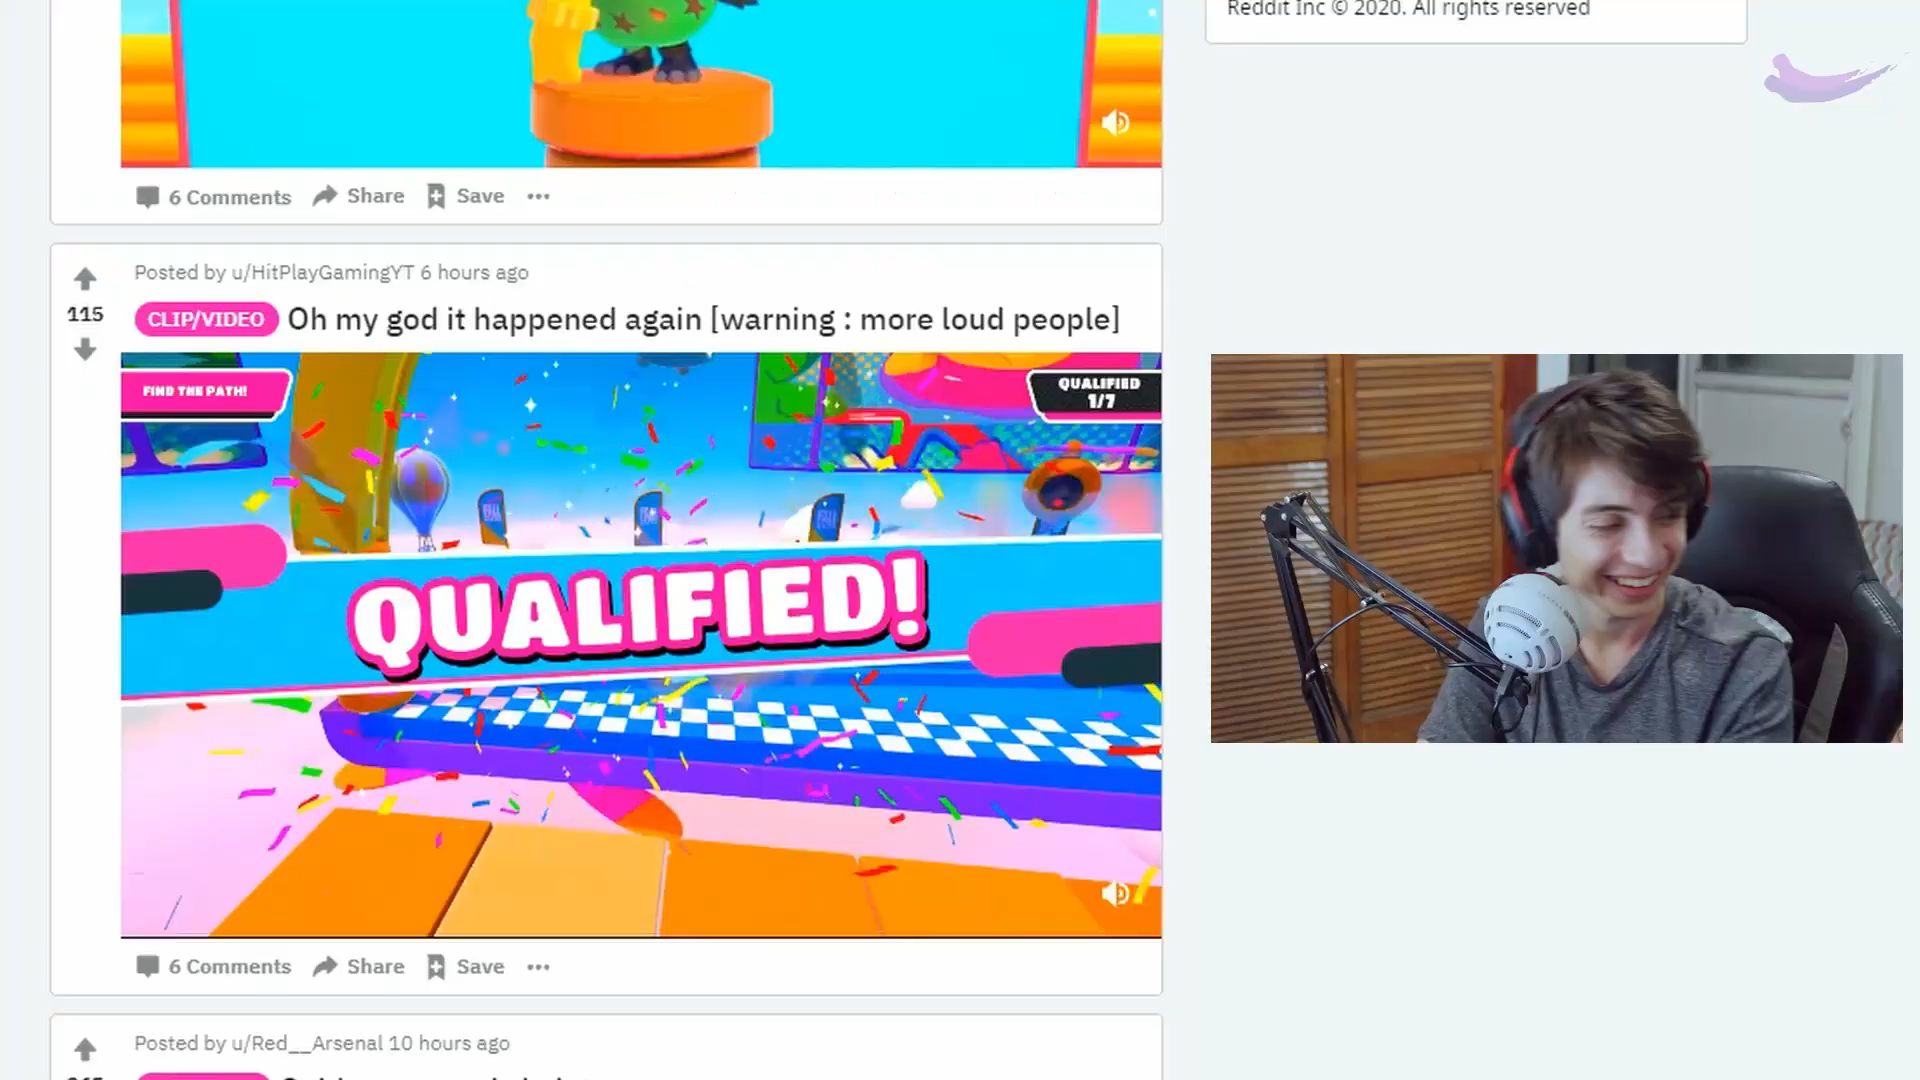 Reddit Inc © 2020. All rights reserved
6 Comments Share Save
Posted by u/HitPlayGamingYT 6 hours ago
115
CLIP/VIDEO Oh my god it happened again [warning : more loud people]
FIND THE PATH!
QUALIFIED
1/7
QUALIFIED!
6 Comments Share Save
Posted by u/Red__Arsenal 10 hours ago